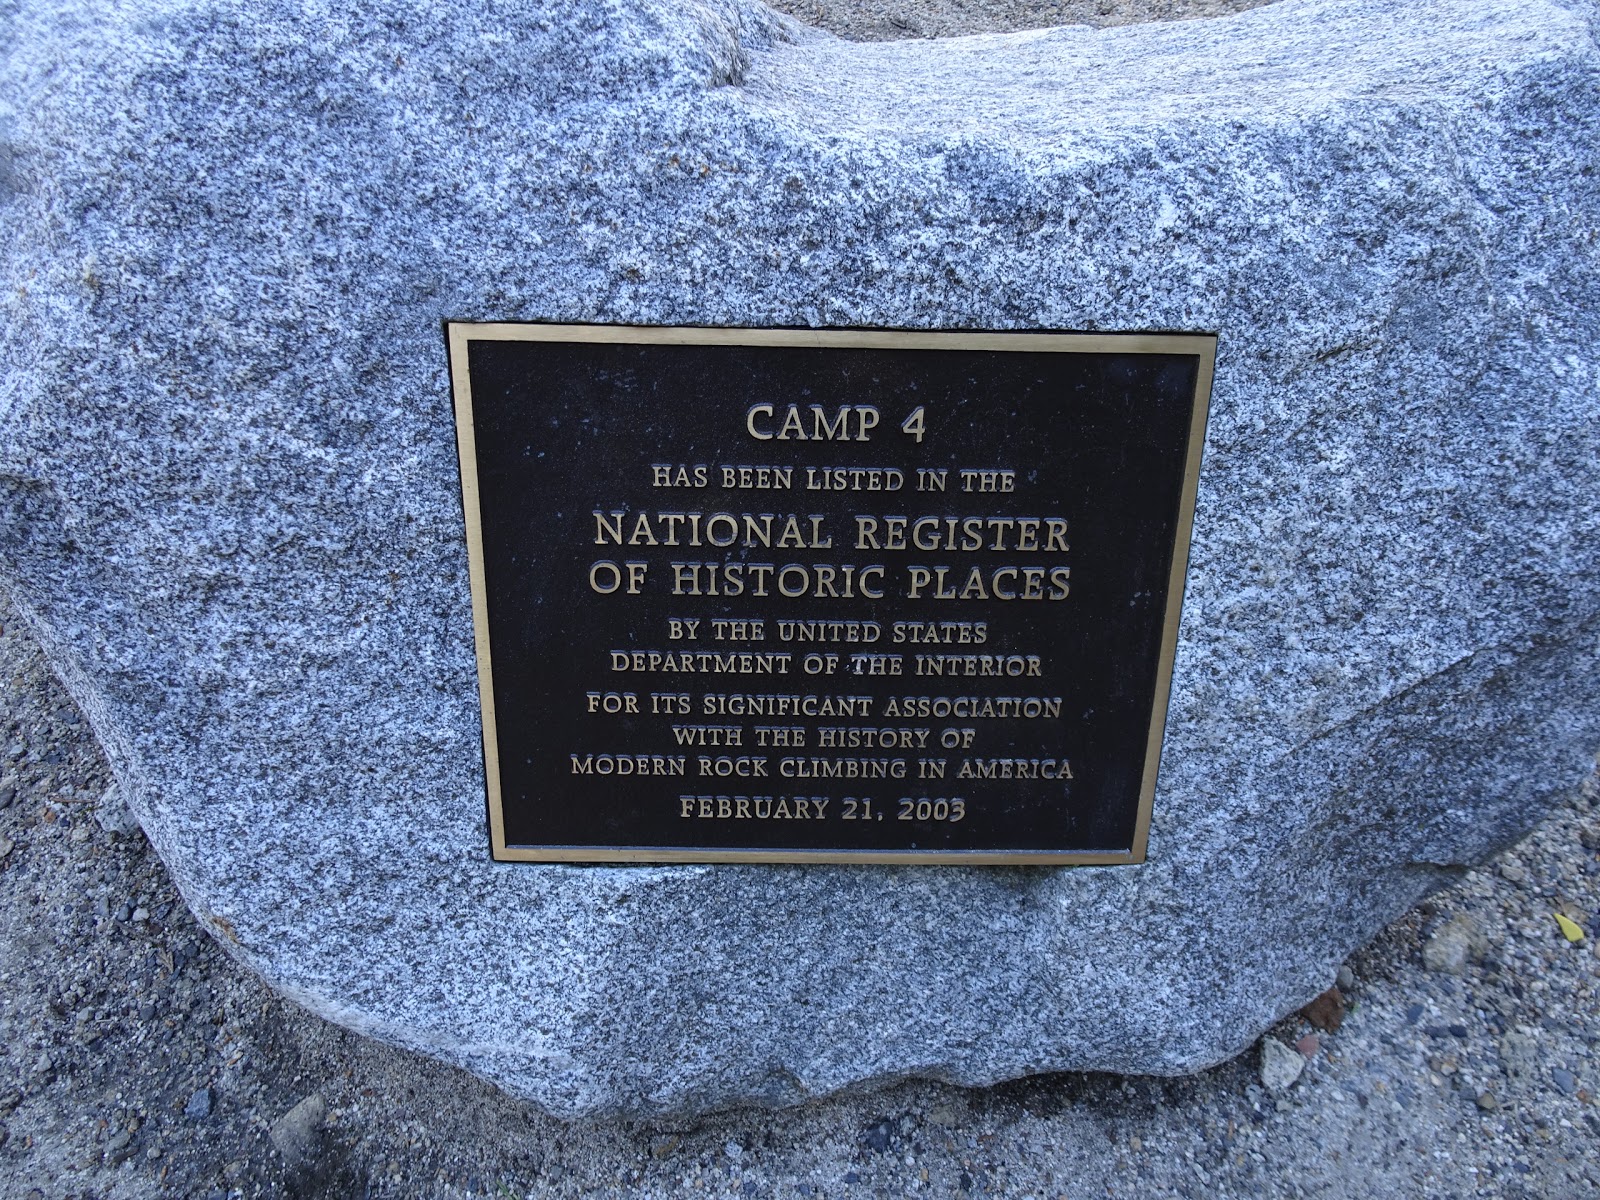 CAMP 4
HAS BEEN LISTED IN THE
NATIONAL REGISTER
OF HISTORIC PLACES
BY THE UNITED STATES
DEPARTMENT OF THE INTERIOR
FOR ITS SIGNIFICANT ASSOCIATION
WITH THE HISTORY OF
MODERN ROCK CLIMBING IN AMERICA
FEBRUARY 21, 2003